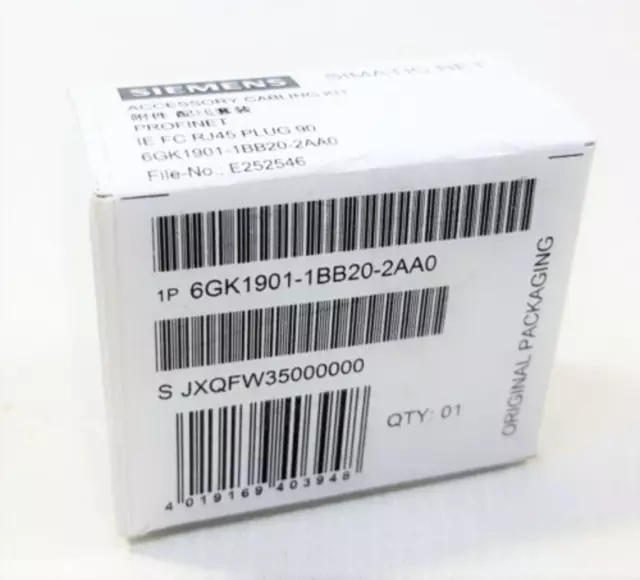 SIEMENS
SIMATIC NET
ACCESSORY CABLING KIT
附件 配线套装
PROFINET
IE FC RJ45 PLUG 90
6GK1901-1BB20-2AA0
File-No.: E252546
1P 6GK1901-1BB20-2AA0
S JXQFW35000000
QTY: 01
4 019169 403948
ORIGINAL PACKAGING